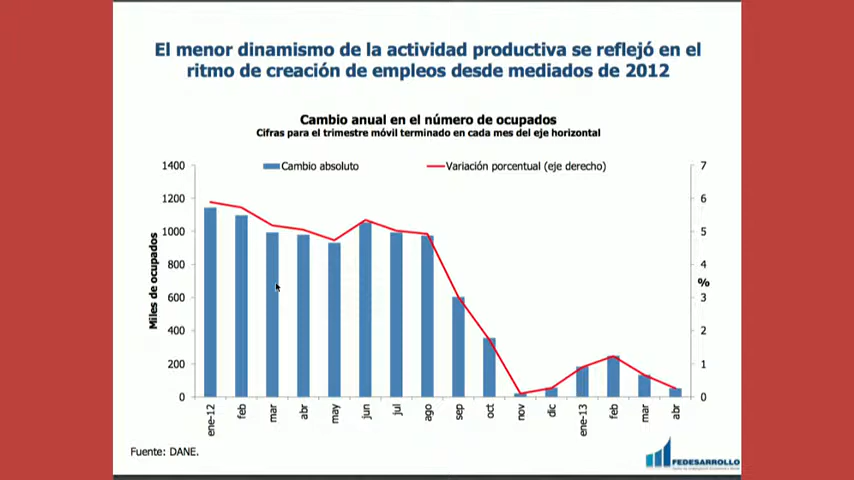 El menor dinamismo de la actividad productiva se reflejó en el
ritmo de creación de empleos desde mediados de 2012
Cambio anual en el número de ocupados
Cifras para el trimestre móvil terminado en cada mes del eje horizontal
Cambio absoluto
Variación porcentual (eje derecho)
Miles de ocupados
1400
1200
1000
800
600
400
200
0
7
6
5
4
3
2
1
0
%
ene-12
feb
mar
abr
may
jun
jul
ago
sep
oct
nov
dic
ene-13
feb
mar
abr
Fuente: DANE.
FEDESARROLLO